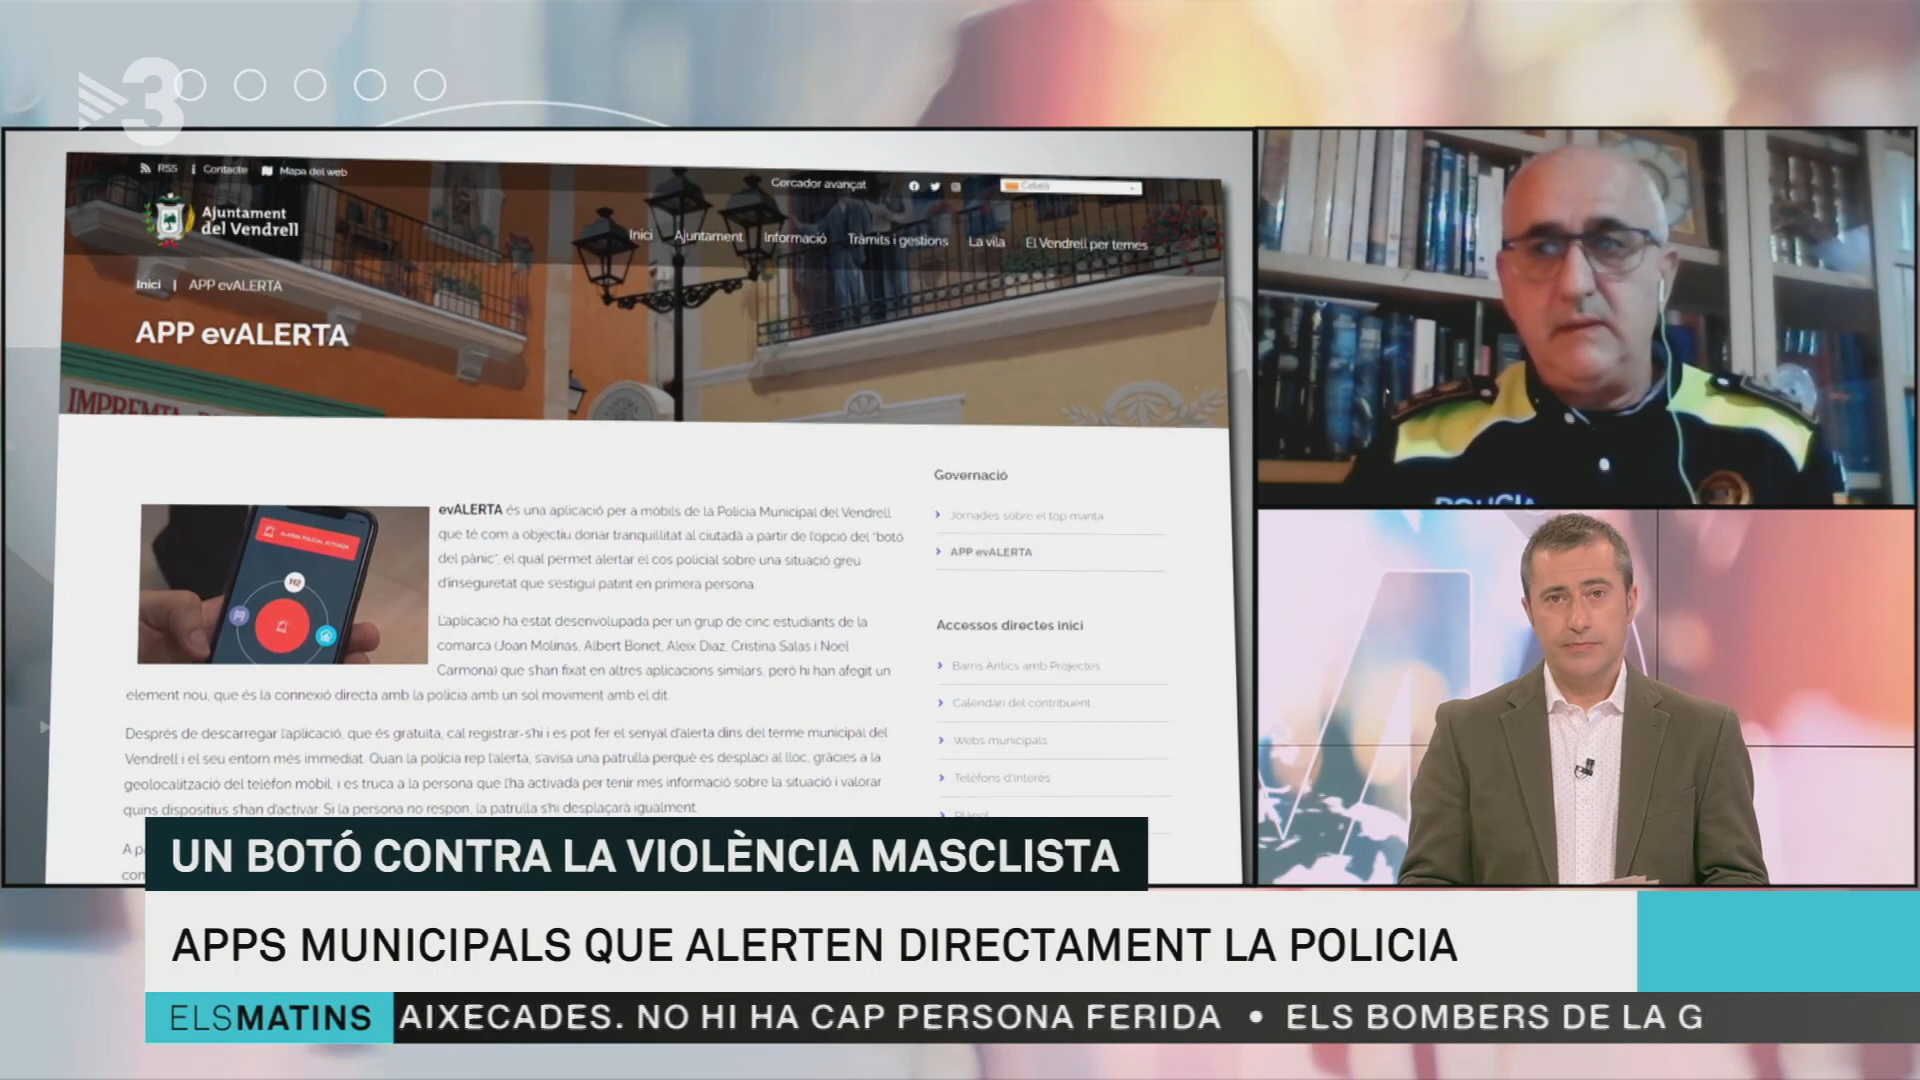 3
RSS | Contacte Mapa del web
Cercador avançat
Català
Ajuntament
del Vendrell
Inici Ajuntament Informació Tràmits i gestions La vila El Vendrell per temes
Inici | APP evALERTA
APP evALERTA
IMPREMTA
evALERTA és una aplicació per a mòbils de la Policia Municipal del Vendrell
que té com a objectiu donar tranquil·litat al ciutadà a partir de l'opció del "botó
del pànic", el qual permet alertar el cos policial sobre una situació greu
d'inseguretat que s'estigui patint en primera persona.
L'aplicació ha estat desenvolupada per un grup de cinc estudiants de la
comarca (Joan Molinas, Albert Bonet, Aleix Diaz, Cristina Salas i Noel
Carmona) que s'han fixat en altres aplicacions similars, però hi han afegit un
element nou, que és la connexió directa amb la policia amb un sol moviment amb el dit.
Després de descarregar l'aplicació, que és gratuïta, cal registrar-s'hi i es pot fer el senyal d'alerta dins del terme municipal del
Vendrell i el seu entorn més immediat. Quan la policia rep l'alerta, s'avisa una patrulla perquè es desplaci al lloc, gràcies a la
geolocalització del telèfon mòbil, i es truca a la persona que l'ha activada per tenir més informació sobre la situació i valorar
quins dispositius s'han d'activar. Si la persona no respon, la patrulla s'hi desplaçarà igualment.
ALARMA POLICIAL ACTIVADA
112
Governació
Jornades sobre el top manta
APP evALERTA
Accessos directes inici
Barris Antics amb Projectes
Calendari del contribuent
Webs municipals
Telèfons d'interès
Plànol
POLICIA
UN BOTÓ CONTRA LA VIOLÈNCIA MASCLISTA
APPS MUNICIPALS QUE ALERTEN DIRECTAMENT LA POLICIA
ELSMATINS AIXECADES. NO HI HA CAP PERSONA FERIDA • ELS BOMBERS DE LA G